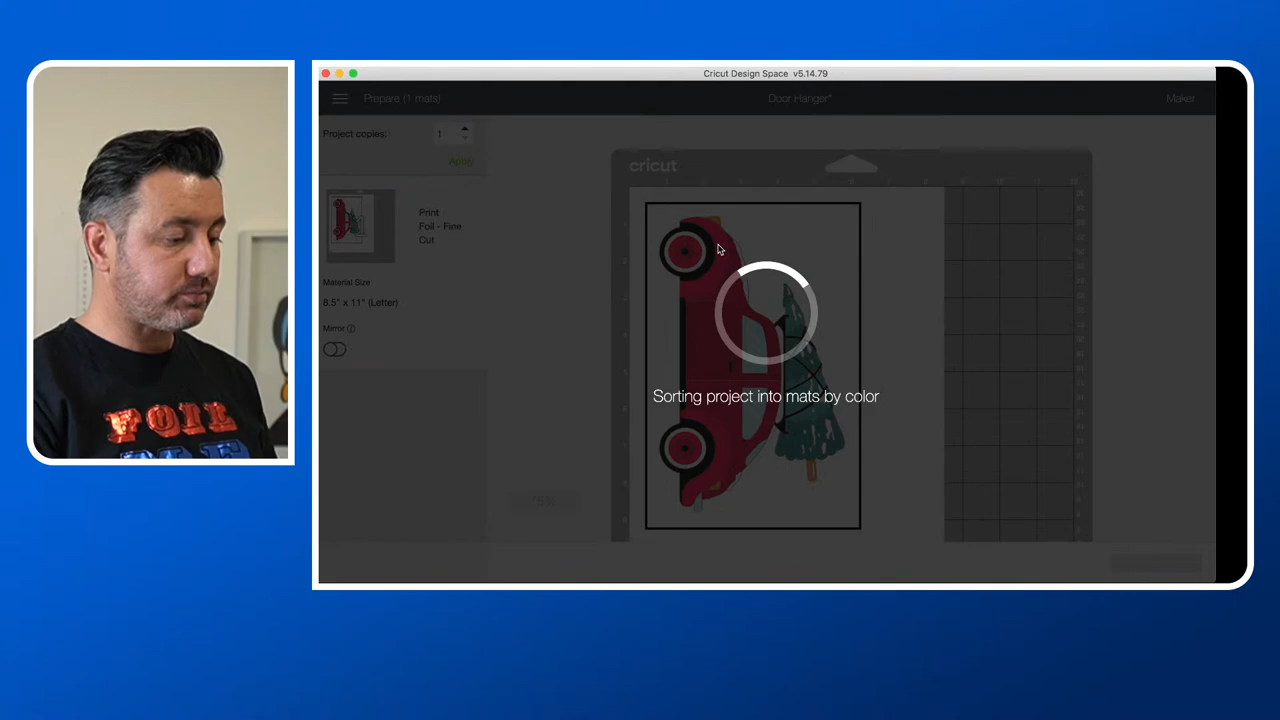 FOIL
Cricut Design Space v5.14.79
Prepare (1 mats)
Door Hanger*
Maker
Project copies:
1
Apply
Print
Foil - Fine
Cut
Material Size
8.5" x 11" (Letter)
Mirror
cricut
75%
Sorting project into mats by color